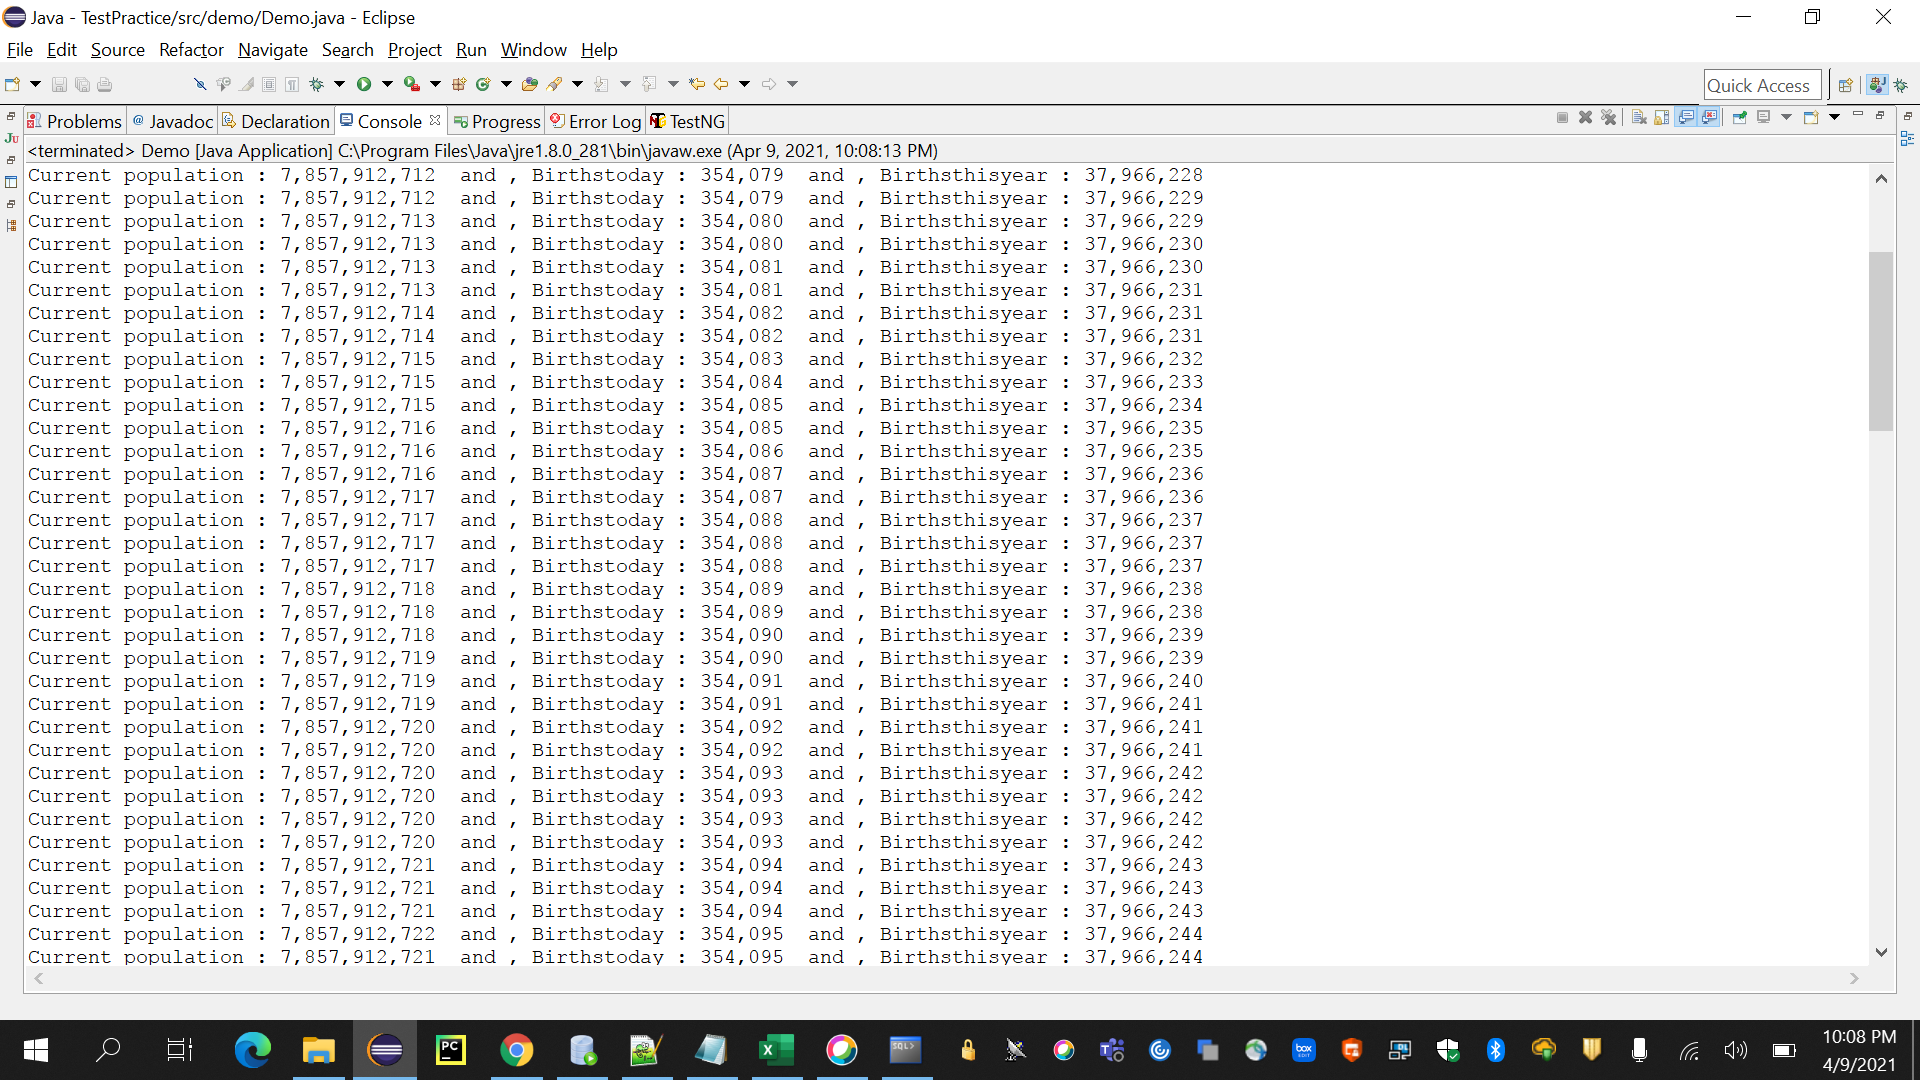 Java - TestPractice/src/demo/Demo.java - Eclipse
File Edit Source Refactor Navigate Search Project Run Window Help
Quick Access
Problems @ Javadoc Declaration Console Progress Error Log TestNG
<terminated> Demo [Java Application] C:\Program Files\Java\jre1.8.0_281\bin\javaw.exe (Apr 9, 2021, 10:08:13 PM)
Current population : 7,857,912,712 and , Birthstoday : 354,079 and , Birthsthisyear : 37,966,228
Current population : 7,857,912,712 and , Birthstoday : 354,079 and , Birthsthisyear : 37,966,229
Current population : 7,857,912,713 and , Birthstoday : 354,080 and , Birthsthisyear : 37,966,229
Current population : 7,857,912,713 and , Birthstoday : 354,080 and , Birthsthisyear : 37,966,230
Current population : 7,857,912,713 and , Birthstoday : 354,081 and , Birthsthisyear : 37,966,230
Current population : 7,857,912,713 and , Birthstoday : 354,081 and , Birthsthisyear : 37,966,231
Current population : 7,857,912,714 and , Birthstoday : 354,082 and , Birthsthisyear : 37,966,231
Current population : 7,857,912,714 and , Birthstoday : 354,082 and , Birthsthisyear : 37,966,231
Current population : 7,857,912,715 and , Birthstoday : 354,083 and , Birthsthisyear : 37,966,232
Current population : 7,857,912,715 and , Birthstoday : 354,084 and , Birthsthisyear : 37,966,233
Current population : 7,857,912,715 and , Birthstoday : 354,085 and , Birthsthisyear : 37,966,234
Current population : 7,857,912,716 and , Birthstoday : 354,085 and , Birthsthisyear : 37,966,235
Current population : 7,857,912,716 and , Birthstoday : 354,086 and , Birthsthisyear : 37,966,235
Current population : 7,857,912,716 and , Birthstoday : 354,087 and , Birthsthisyear : 37,966,236
Current population : 7,857,912,717 and , Birthstoday : 354,087 and , Birthsthisyear : 37,966,236
Current population : 7,857,912,717 and , Birthstoday : 354,088 and , Birthsthisyear : 37,966,237
Current population : 7,857,912,717 and , Birthstoday : 354,088 and , Birthsthisyear : 37,966,237
Current population : 7,857,912,717 and , Birthstoday : 354,088 and , Birthsthisyear : 37,966,237
Current population : 7,857,912,718 and , Birthstoday : 354,089 and , Birthsthisyear : 37,966,238
Current population : 7,857,912,718 and , Birthstoday : 354,089 and , Birthsthisyear : 37,966,238
Current population : 7,857,912,718 and , Birthstoday : 354,090 and , Birthsthisyear : 37,966,239
Current population : 7,857,912,719 and , Birthstoday : 354,090 and , Birthsthisyear : 37,966,239
Current population : 7,857,912,719 and , Birthstoday : 354,091 and , Birthsthisyear : 37,966,240
Current population : 7,857,912,719 and , Birthstoday : 354,091 and , Birthsthisyear : 37,966,241
Current population : 7,857,912,720 and , Birthstoday : 354,092 and , Birthsthisyear : 37,966,241
Current population : 7,857,912,720 and , Birthstoday : 354,092 and , Birthsthisyear : 37,966,241
Current population : 7,857,912,720 and , Birthstoday : 354,093 and , Birthsthisyear : 37,966,242
Current population : 7,857,912,720 and , Birthstoday : 354,093 and , Birthsthisyear : 37,966,242
Current population : 7,857,912,720 and , Birthstoday : 354,093 and , Birthsthisyear : 37,966,242
Current population : 7,857,912,720 and , Birthstoday : 354,093 and , Birthsthisyear : 37,966,242
Current population : 7,857,912,721 and , Birthstoday : 354,094 and , Birthsthisyear : 37,966,243
Current population : 7,857,912,721 and , Birthstoday : 354,094 and , Birthsthisyear : 37,966,243
Current population : 7,857,912,721 and , Birthstoday : 354,094 and , Birthsthisyear : 37,966,243
Current population : 7,857,912,722 and , Birthstoday : 354,095 and , Birthsthisyear : 37,966,244
Current population : 7,857,912,721 and , Birthstoday : 354,095 and , Birthsthisyear : 37,966,244
10:08 PM
4/9/2021